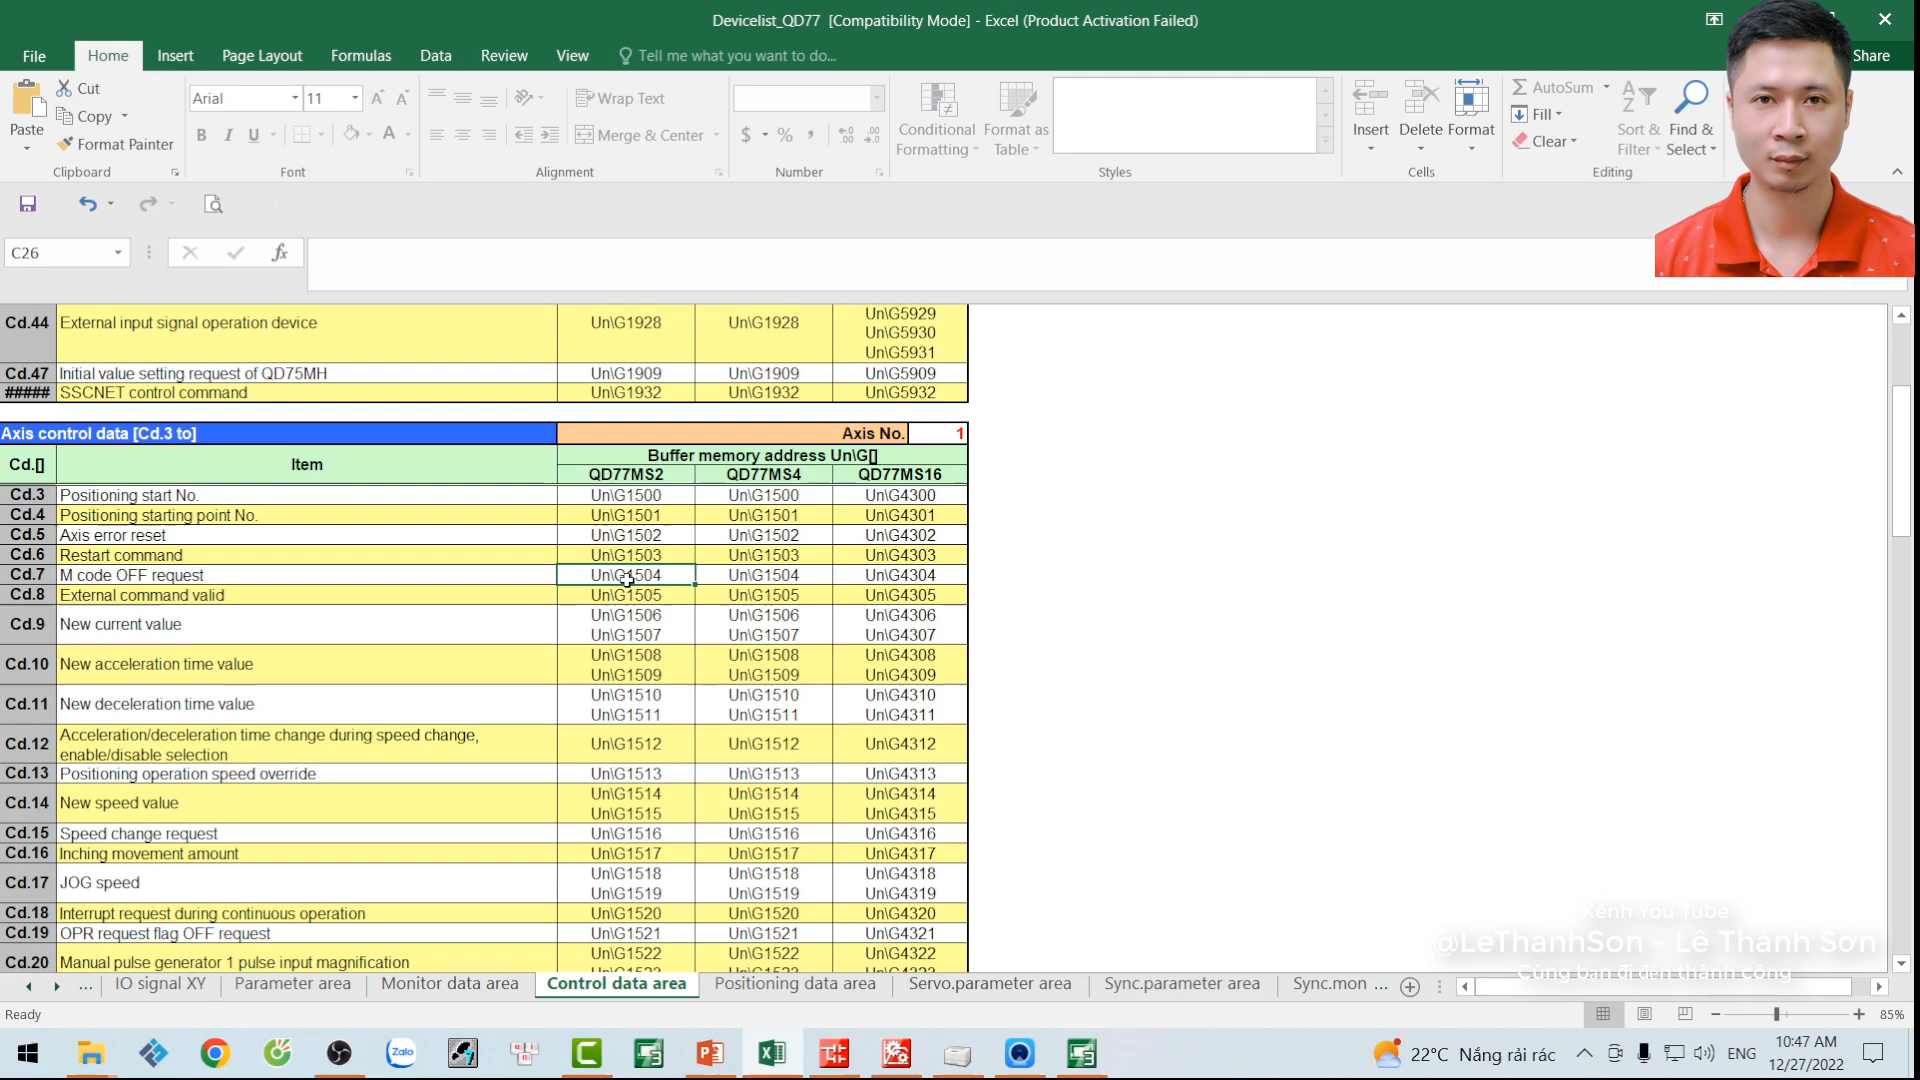 Devicelist_QD77 [Compatibility Mode] - Excel (Product Activation Failed)
File Home Insert Page Layout Formulas Data Review View Tell me what you want to do... Share
Paste Cut Copy Format Painter Clipboard
Arial 11 Font
Wrap Text Merge & Center Alignment
Number
Conditional Formatting Format as Table Styles
Insert Delete Format Cells
AutoSum Fill Clear Sort & Filter Find & Select Editing
C26
Cd.44 External input signal operation device Un\G1928 Un\G1928 Un\G5929
Un\G5930
Un\G5931
Cd.47 Initial value setting request of QD75MH Un\G1909 Un\G1909 Un\G5909
##### SSCNET control command Un\G1932 Un\G1932 Un\G5932
Axis control data [Cd.3 to] Axis No. 1
Cd.[] Item Buffer memory address Un\G[]
QD77MS2 QD77MS4 QD77MS16
Cd.3 Positioning start No. Un\G1500 Un\G1500 Un\G4300
Cd.4 Positioning starting point No. Un\G1501 Un\G1501 Un\G4301
Cd.5 Axis error reset Un\G1502 Un\G1502 Un\G4302
Cd.6 Restart command Un\G1503 Un\G1503 Un\G4303
Cd.7 M code OFF request Un\G1504 Un\G1504 Un\G4304
Cd.8 External command valid Un\G1505 Un\G1505 Un\G4305
Cd.9 New current value Un\G1506 Un\G1506 Un\G4306
Un\G1507 Un\G1507 Un\G4307
Cd.10 New acceleration time value Un\G1508 Un\G1508 Un\G4308
Un\G1509 Un\G1509 Un\G4309
Cd.11 New deceleration time value Un\G1510 Un\G1510 Un\G4310
Un\G1511 Un\G1511 Un\G4311
Cd.12 Acceleration/deceleration time change during speed change,
enable/disable selection Un\G1512 Un\G1512 Un\G4312
Cd.13 Positioning operation speed override Un\G1513 Un\G1513 Un\G4313
Cd.14 New speed value Un\G1514 Un\G1514 Un\G4314
Un\G1515 Un\G1515 Un\G4315
Cd.15 Speed change request Un\G1516 Un\G1516 Un\G4316
Cd.16 Inching movement amount Un\G1517 Un\G1517 Un\G4317
Cd.17 JOG speed Un\G1518 Un\G1518 Un\G4318
Un\G1519 Un\G1519 Un\G4319
Cd.18 Interrupt request during continuous operation Un\G1520 Un\G1520 Un\G4320
Cd.19 OPR request flag OFF request Un\G1521 Un\G1521 Un\G4321
Cd.20 Manual pulse generator 1 pulse input magnification Un\G1522 Un\G1522 Un\G4322
Kênh You Tube
@LeThanhSon - Lê Thành Sơn
Cùng bạn đi đến thành công
... IO signal XY Parameter area Monitor data area Control data area Positioning data area Servo.parameter area Sync.parameter area Sync.mon ...
Ready 85%
Zalo 22°C Nắng rải rác ENG 10:47 AM
12/27/2022